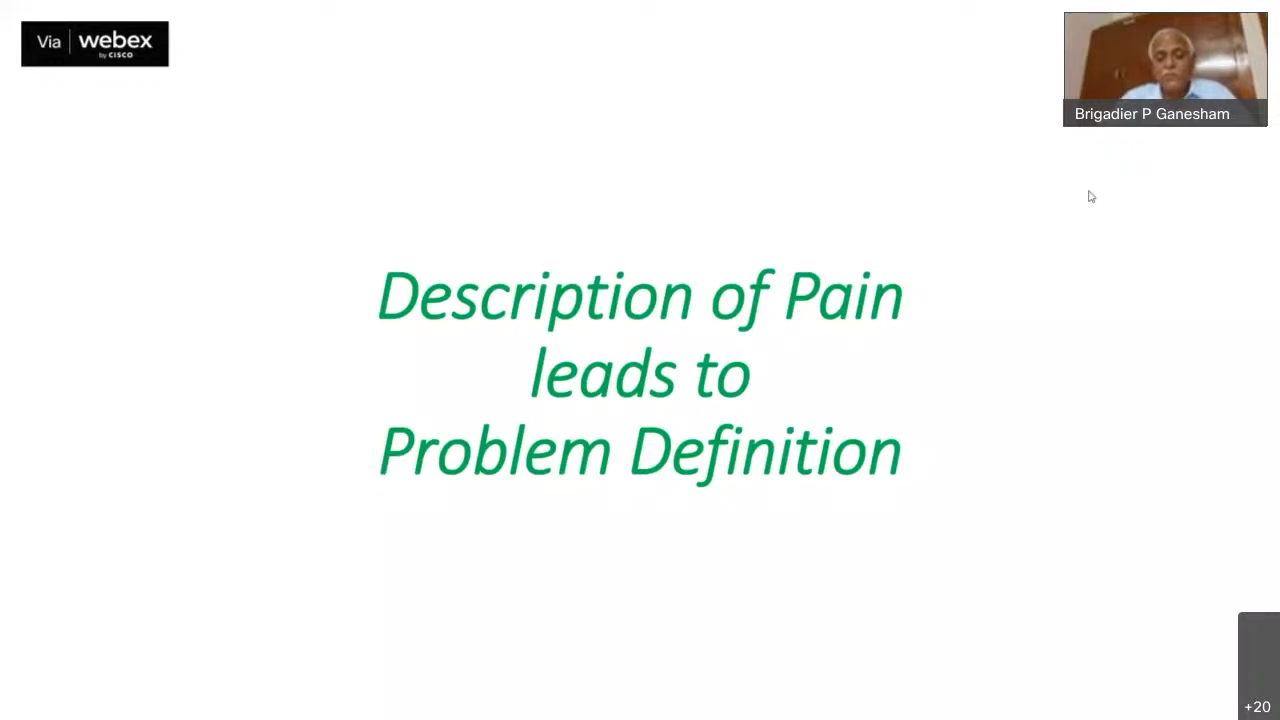 Via | webex
by CISCO
Brigadier P Ganesham
Description of Pain
leads to
Problem Definition
+20